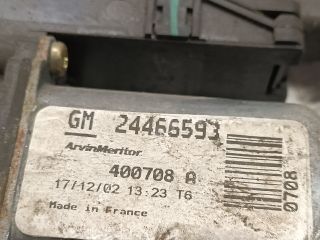 GM 24466593
ArvinMeritor
400708 A
17/12/02 13:23 T6
Made in France
0708